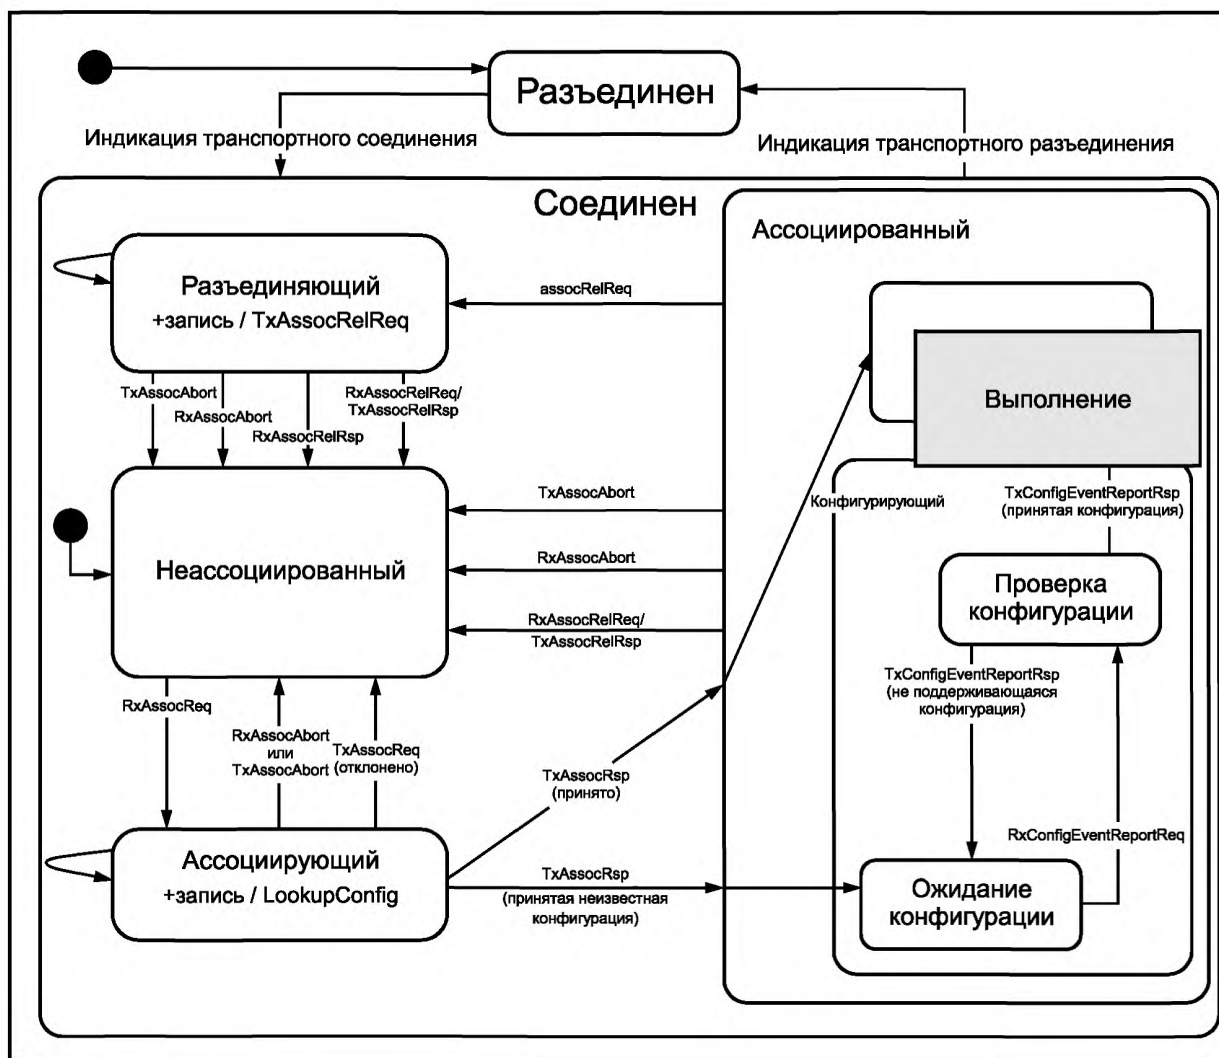 Разъединен
Индикация транспортного соединения
Индикация транспортного разъединения
Соединен
Ассоциированный
Разъединяющий
+запись / TxAssocRelReq
assocRelReq
TxAssocAbort
RxAssocAbort
RxAssocRelRsp
RxAssocRelReq/
TxAssocRelRsp
Выполнение
Неассоциированный
TxAssocAbort
RxAssocAbort
RxAssocRelReq/
TxAssocRelRsp
Конфигурирующий
TxConfigEventReportRsp
(принятая конфигурация)
Проверка
конфигурации
TxConfigEventReportRsp
(не поддерживающаяся
конфигурация)
RxConfigEventReportReq
RxAssocReq
RxAssocAbort
или
TxAssocAbort
TxAssocReq
(отклонено)
TxAssocRsp
(принято)
Ассоциирующий
+запись / LookupConfig
TxAssocRsp
(принятая неизвестная
конфигурация)
Ожидание
конфигурации